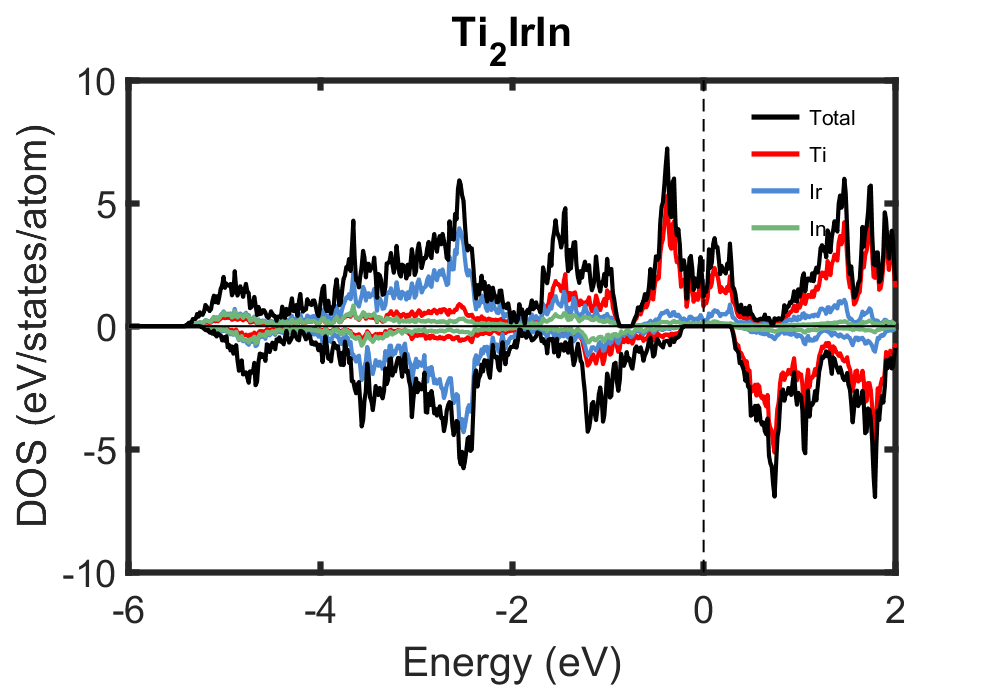 Ti2IrIn
10
5
0
-5
-10
DOS (eV/states/atom)
Total
Ti
Ir
In
-6
-4
-2
0
2
Energy (eV)